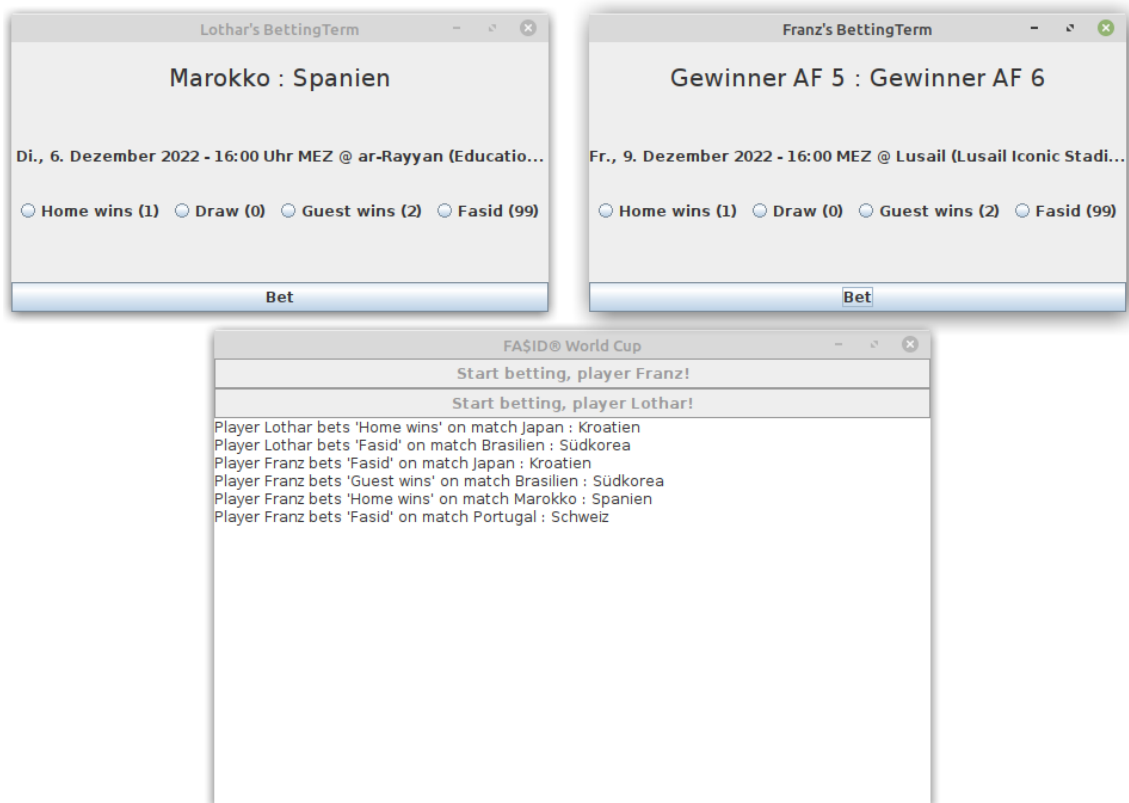 Lothar's BettingTerm
Marokko : Spanien
Di., 6. Dezember 2022 - 16:00 Uhr MEZ @ ar-Rayyan (Educatio...
Home wins (1) Draw (0) Guest wins (2) Fasid (99)
Bet
Franz's BettingTerm
Gewinner AF 5 : Gewinner AF 6
Fr., 9. Dezember 2022 - 16:00 MEZ @ Lusail (Lusail Iconic Stadi...
Home wins (1) Draw (0) Guest wins (2) Fasid (99)
Bet
FA$ID® World Cup
Start betting, player Franz!
Start betting, player Lothar!
Player Lothar bets 'Home wins' on match Japan : Kroatien
Player Lothar bets 'Fasid' on match Brasilien : Südkorea
Player Franz bets 'Fasid' on match Japan : Kroatien
Player Franz bets 'Guest wins' on match Brasilien : Südkorea
Player Franz bets 'Home wins' on match Marokko : Spanien
Player Franz bets 'Fasid' on match Portugal : Schweiz